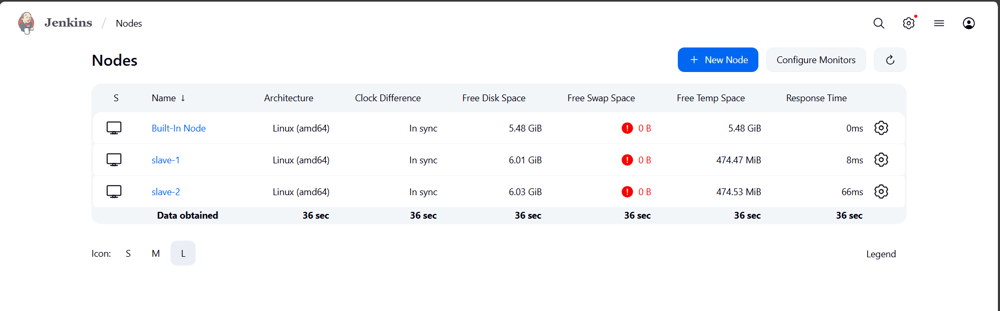 Jenkins / Nodes
Nodes
+ New Node Configure Monitors
S Name ↓ Architecture Clock Difference Free Disk Space Free Swap Space Free Temp Space Response Time
Built-In Node Linux (amd64) In sync 5.48 GiB ! 0 B 5.48 GiB 0ms
slave-1 Linux (amd64) In sync 6.01 GiB ! 0 B 474.47 MiB 8ms
slave-2 Linux (amd64) In sync 6.03 GiB ! 0 B 474.53 MiB 66ms
Data obtained 36 sec 36 sec 36 sec 36 sec 36 sec 36 sec
Icon: S M L Legend